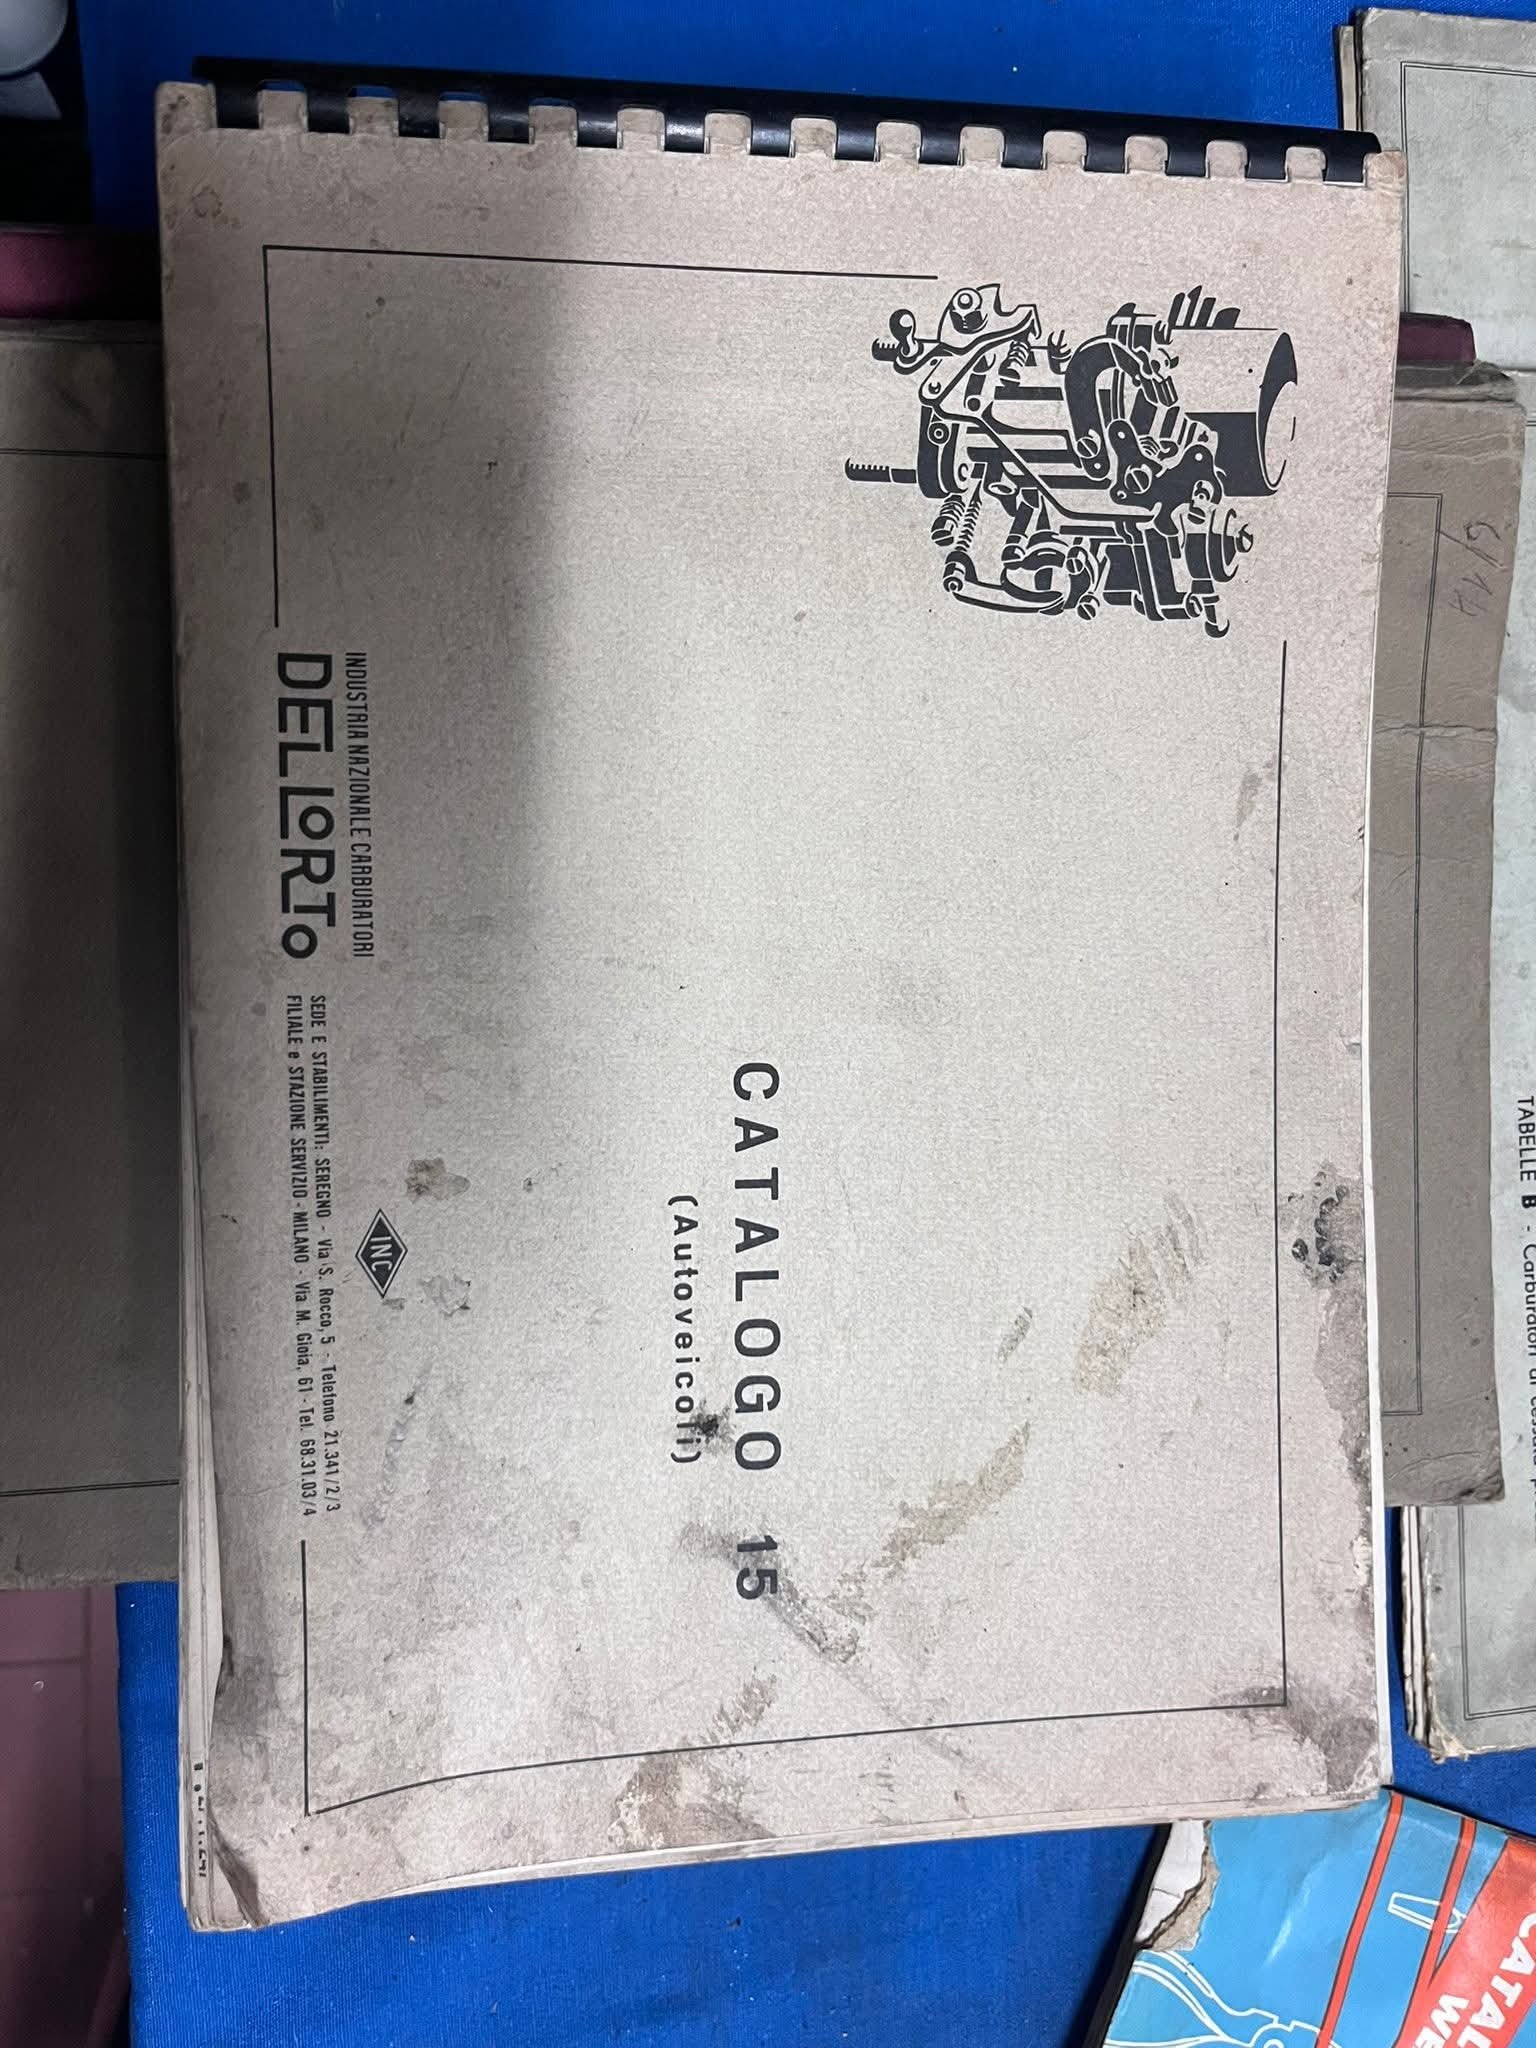 CATALOGO 15
(Autoveicoli)
INC
INDUSTRIA NAZIONALE CARBURATORI
DELLORTO
SEDE E STABILIMENTI: SEREGNO - Via S. Rocco, 5 - Telefono 21.341/2/3
FILIALE e STAZIONE SERVIZIO - MILANO - Via M. Gioia, 61 - Tel. 68.31.03/4
TABELLE B - Carburatori di